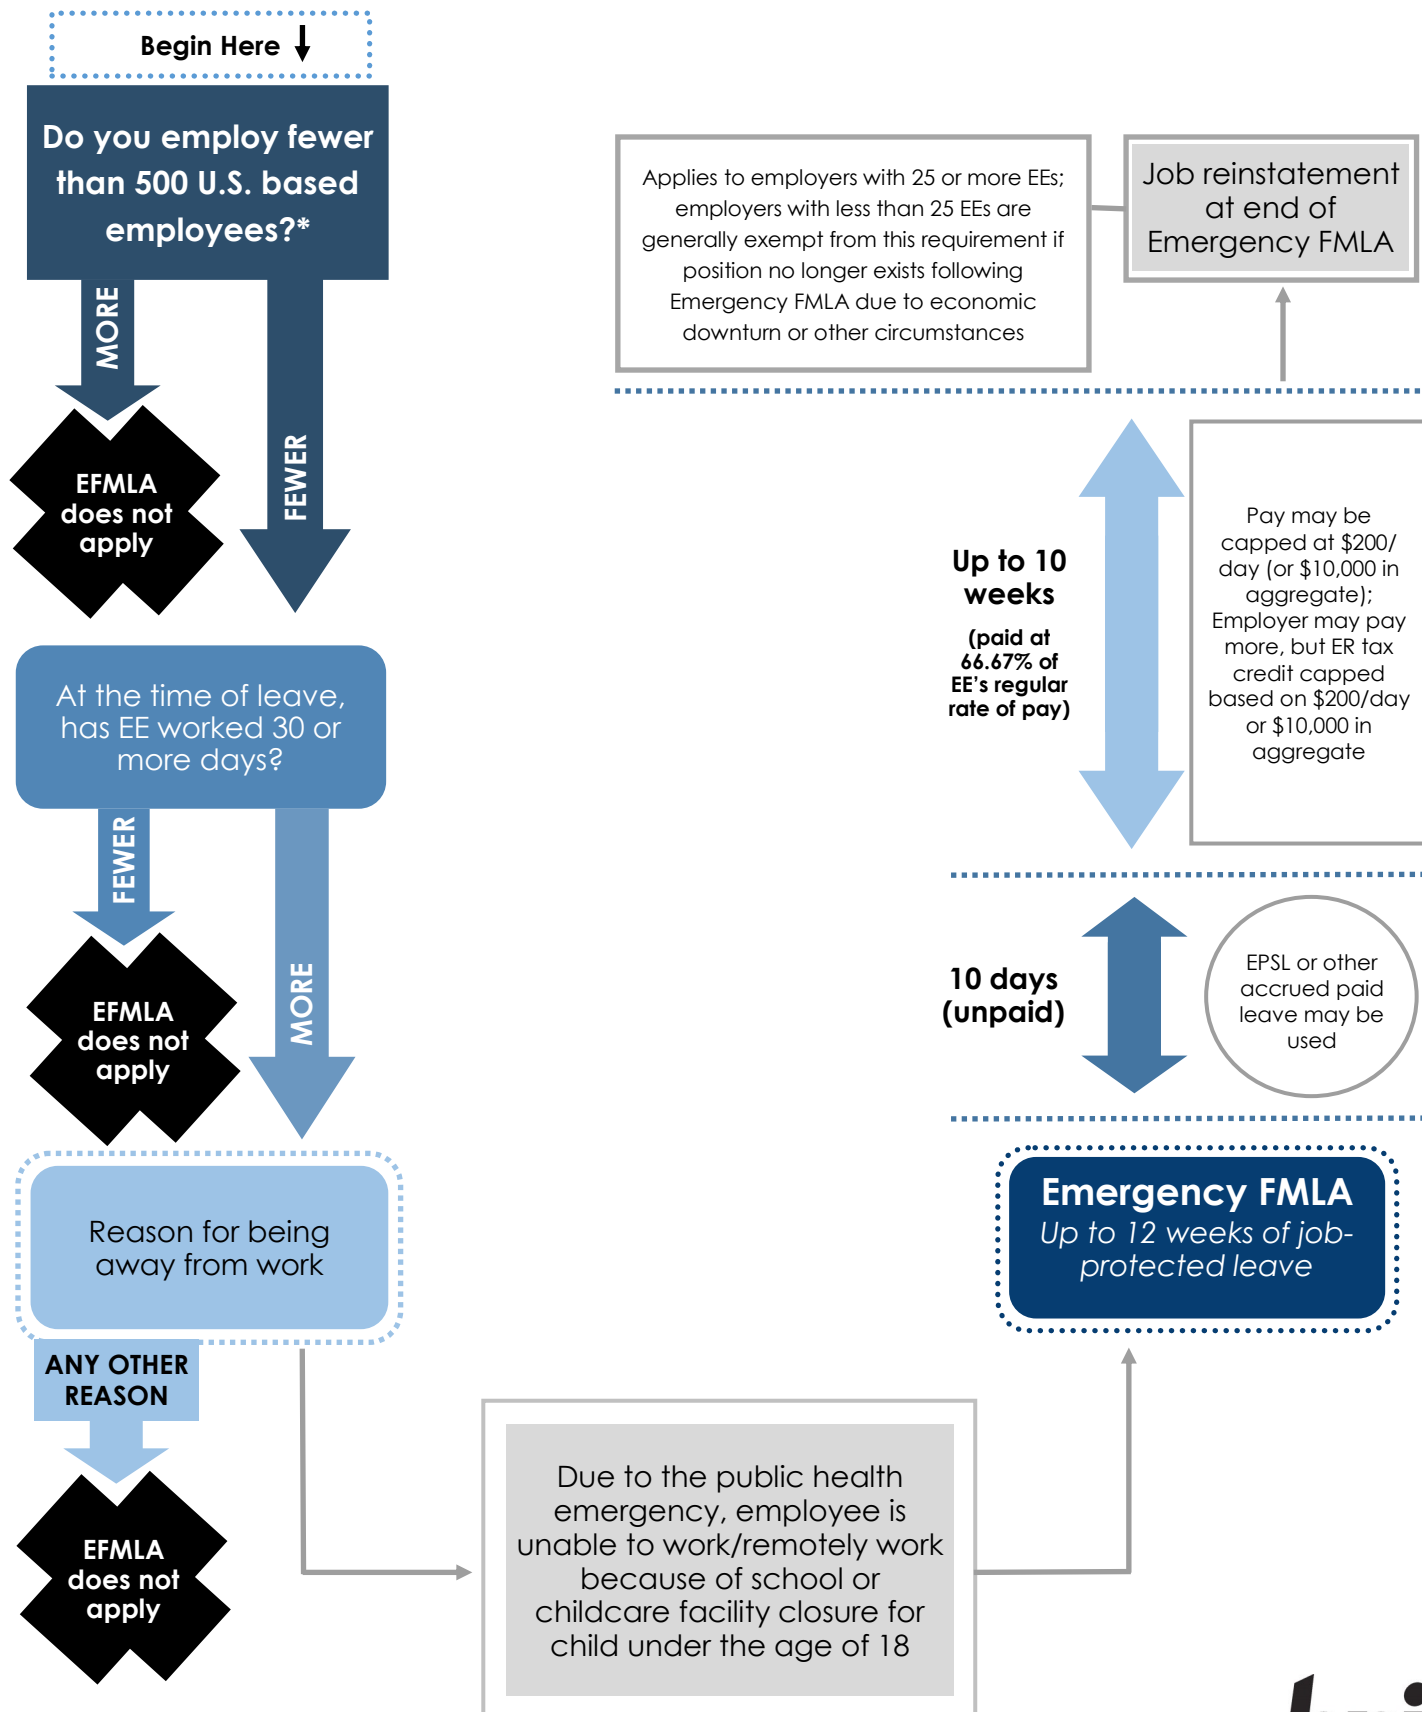 Begin Here
Do you employ fewer
than 500 U.S. based
employees?*
MORE
FEWER
EFMLA
does not
apply
At the time of leave,
has EE worked 30 or
more days?
FEWER
MORE
EFMLA
does not
apply
Reason for being
away from work
ANY OTHER
REASON
EFMLA
does not
apply
Due to the public health
emergency, employee is
unable to work/remotely work
because of school or
childcare facility closure for
child under the age of 18
Emergency FMLA
Up to 12 weeks of job-
protected leave
10 days
(unpaid)
EPSL or other
accrued paid
leave may be
used
Up to 10
weeks
(paid at
66.67% of
EE's regular
rate of pay)
Pay may be
capped at $200/
day (or $10,000 in
aggregate);
Employer may pay
more, but ER tax
credit capped
based on $200/day
or $10,000 in
aggregate
Job reinstatement
at end of
Emergency FMLA
Applies to employers with 25 or more EEs;
employers with less than 25 EEs are
generally exempt from this requirement if
position no longer exists following
Emergency FMLA due to economic
downturn or other circumstances